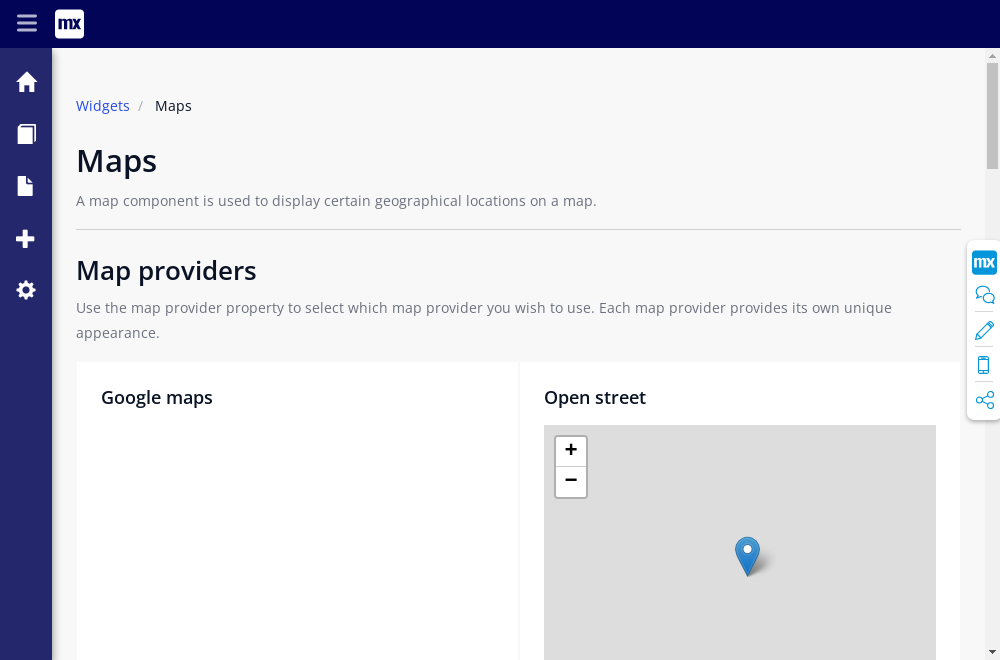 mx
Widgets / Maps
Maps
A map component is used to display certain geographical locations on a map.
Map providers
Use the map provider property to select which map provider you wish to use. Each map provider provides its own unique
appearance.
mx
Google maps
Open street
+
−